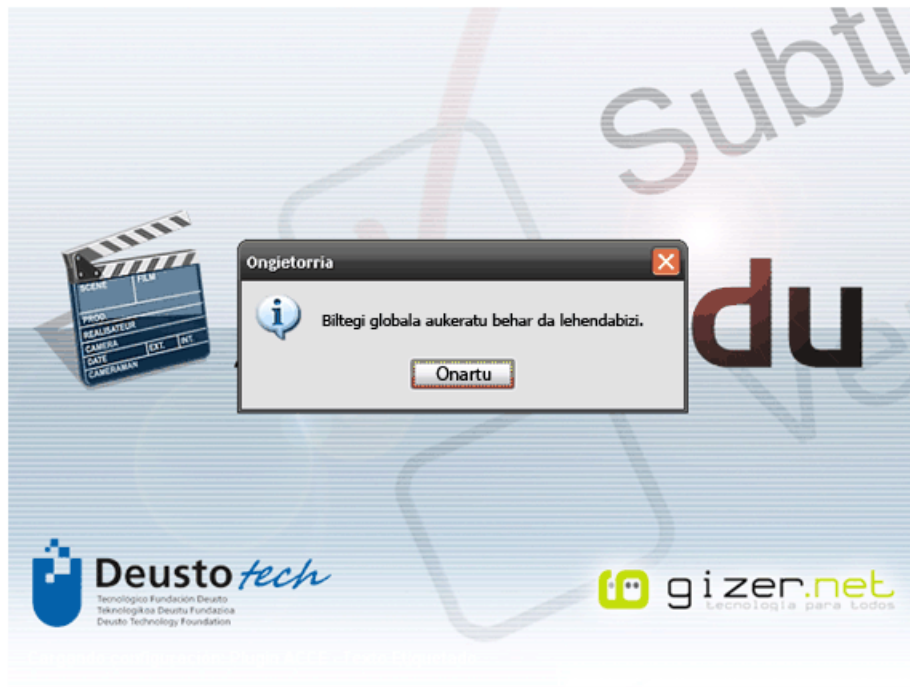 Subti
SCENE
FILM
PROD.
REALISATEUR
CAMERA
DATE
EXT.
INT.
CAMERAMAN
Ongietorria
Biltegi globala aukeratu behar da lehendabizi.
Onartu
du
Ve
Deusto tech
Tecnológico Fundación Deusto
Teknologikoa Deustu Fundazioa
Deusto Technology Foundation
gizer.net
tecnología para todos